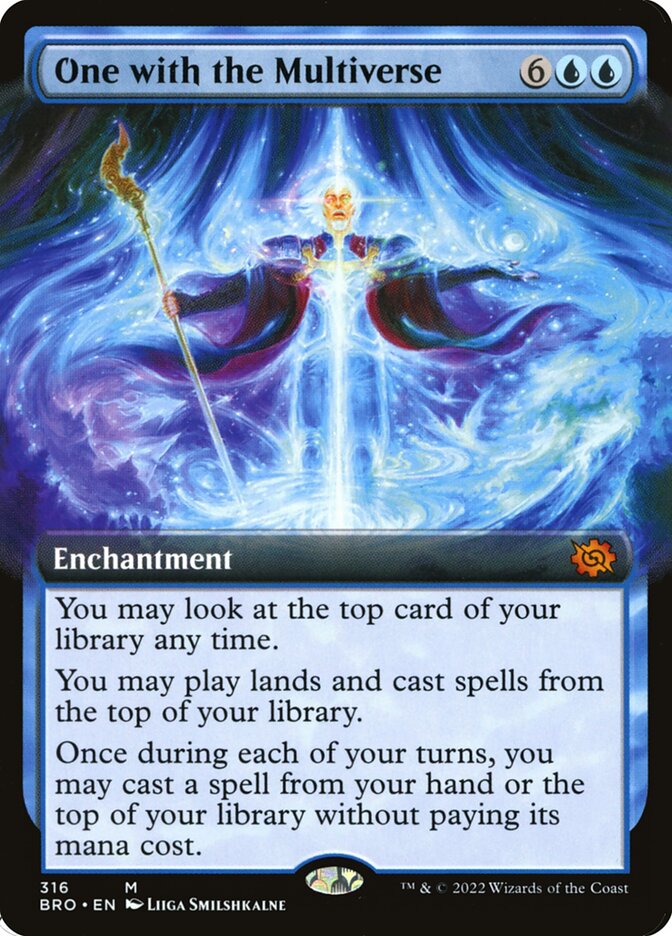 One with the Multiverse 6
Enchantment
You may look at the top card of your
library any time.
You may play lands and cast spells from
the top of your library.
Once during each of your turns, you
may cast a spell from your hand or the
top of your library without paying its
mana cost.
316 M
BRO • EN Liiga Smilshkalne
™ & © 2022 Wizards of the Coast